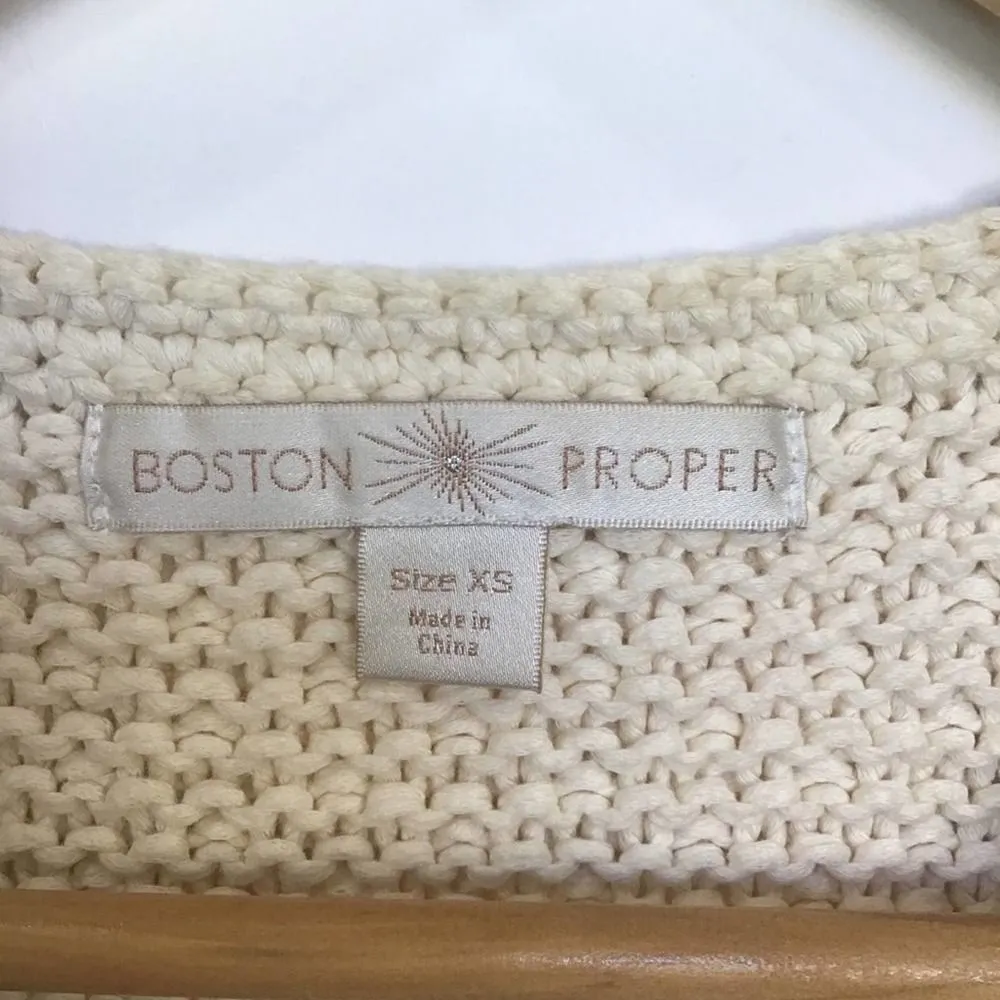 BOSTON PROPER
Size XS
Made in
China